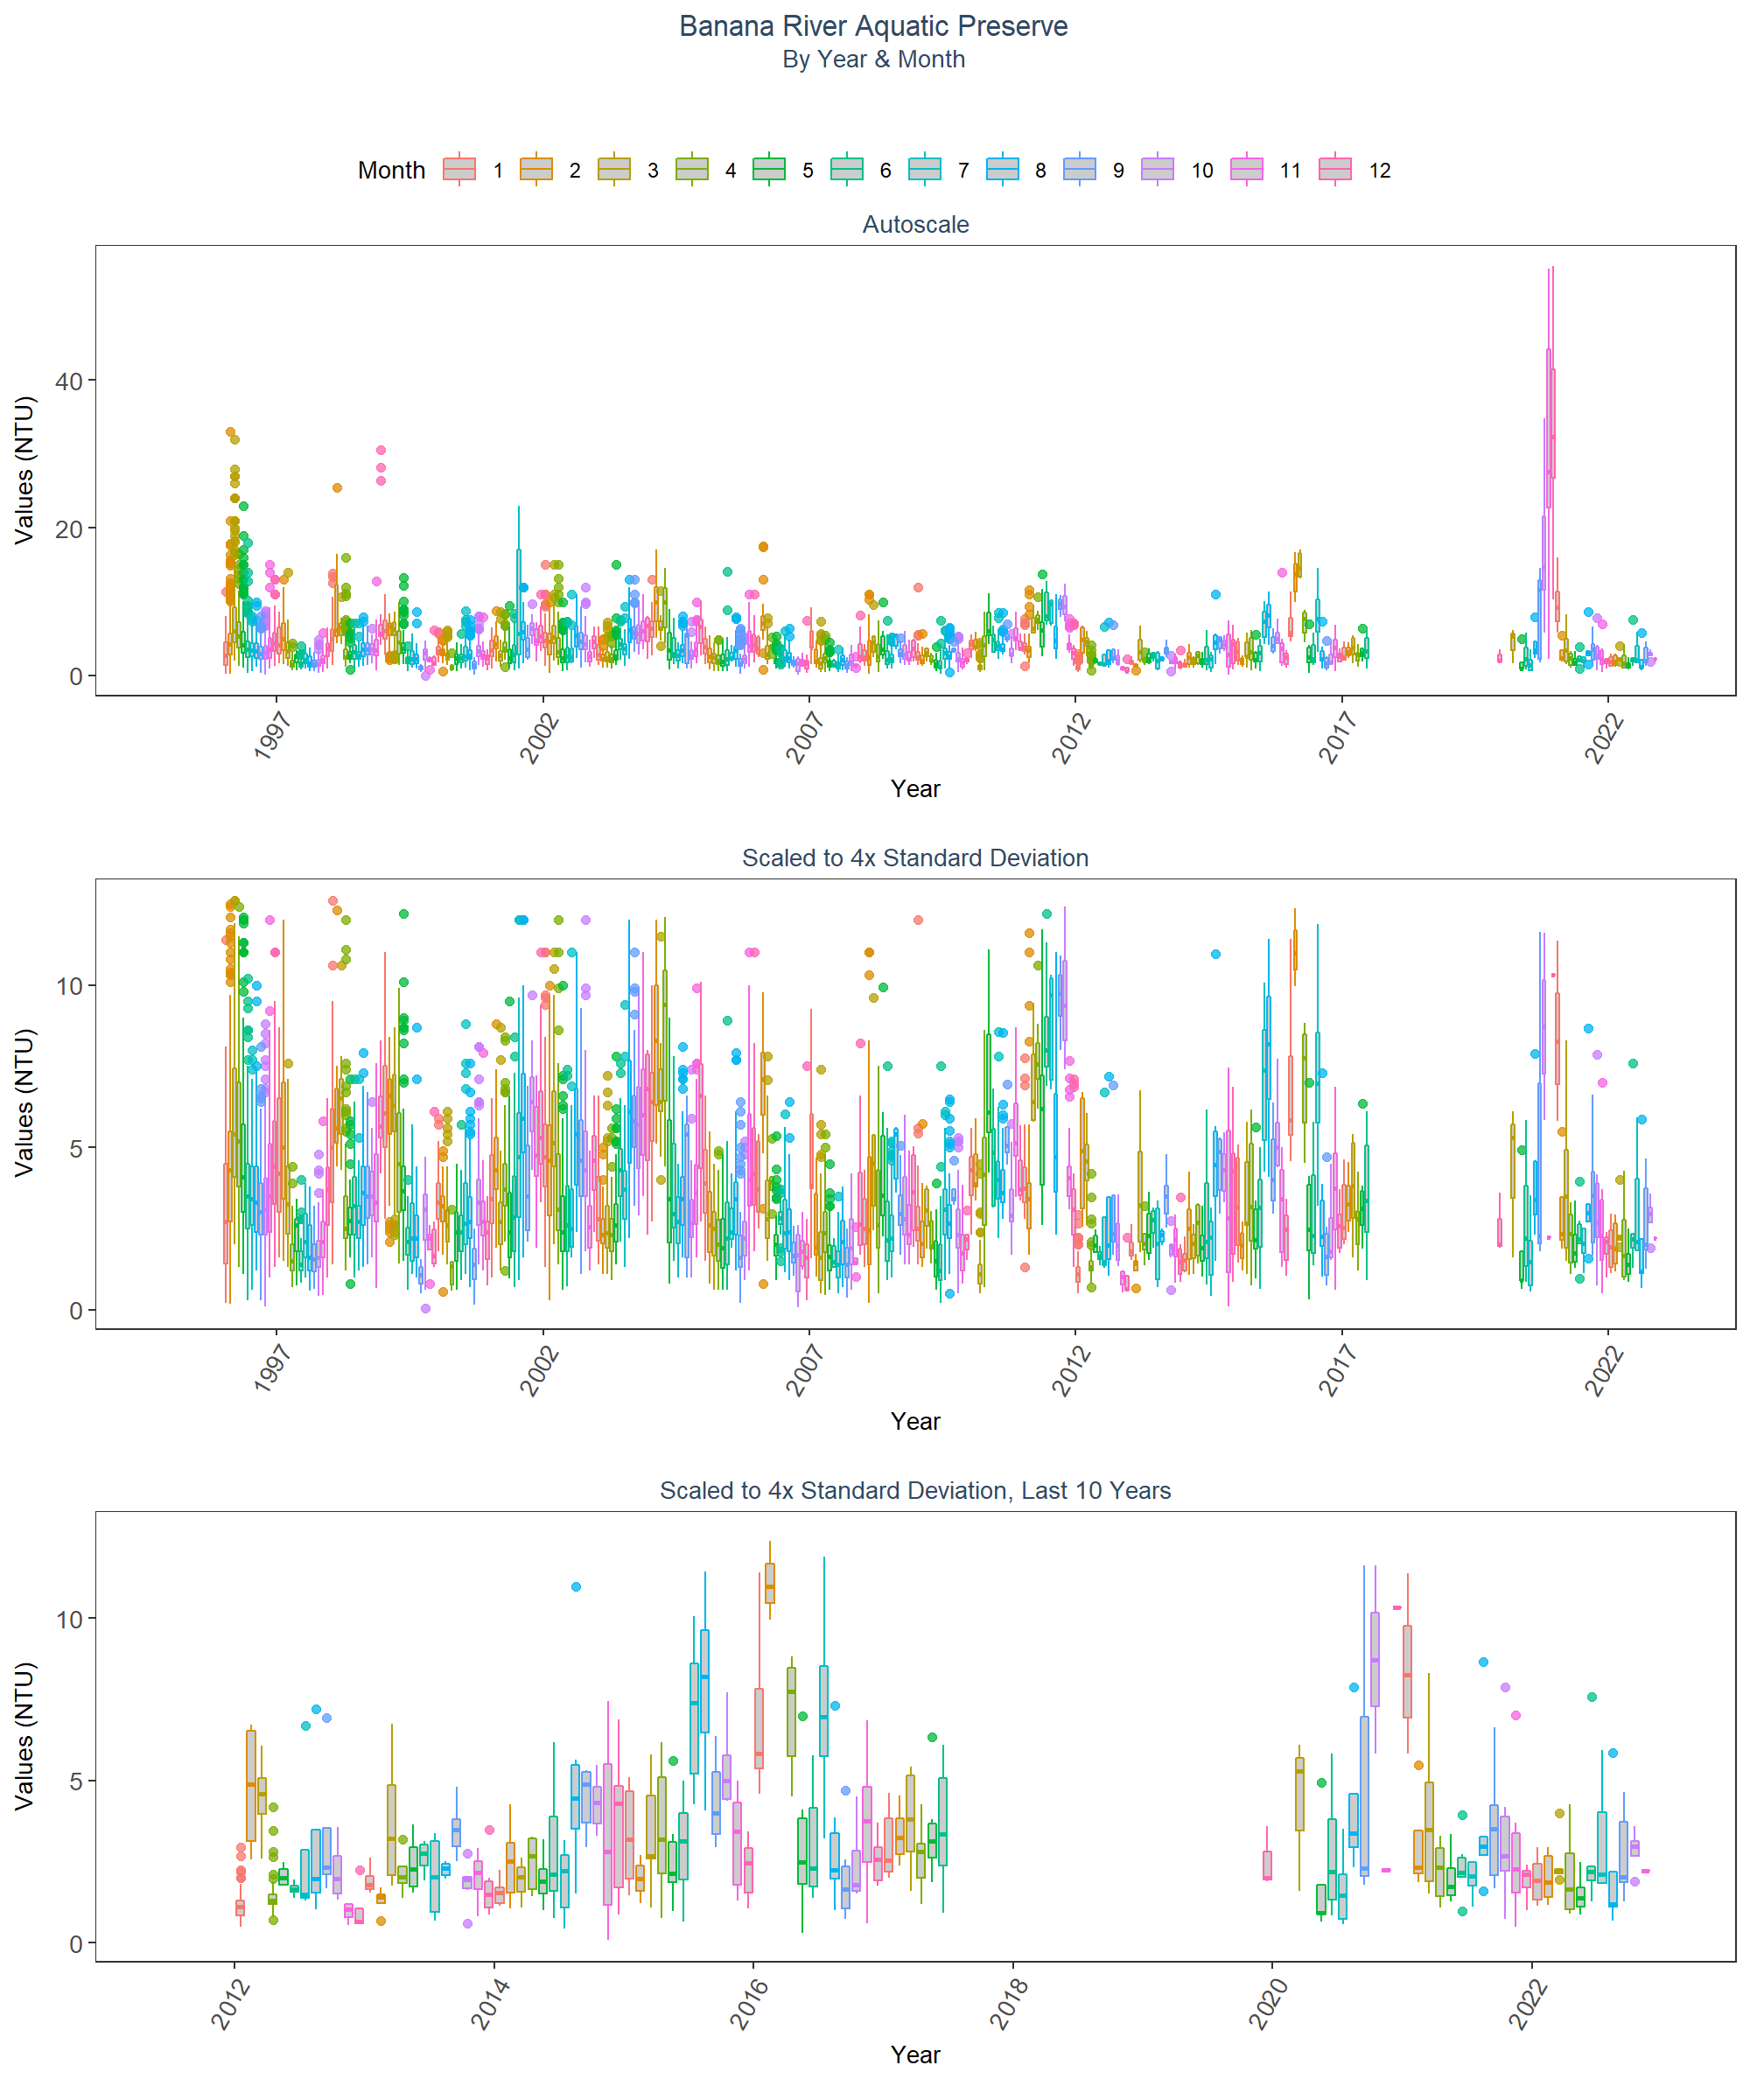 Banana River Aquatic Preserve
By Year & Month
Month 1 2 3 4 5 6 7 8 9 10 11 12
Autoscale
Values (NTU)
40
20
0
1997 2002 2007 2012 2017 2022
Year
Scaled to 4x Standard Deviation
Values (NTU)
10
5
0
1997 2002 2007 2012 2017 2022
Year
Scaled to 4x Standard Deviation, Last 10 Years
Values (NTU)
10
5
0
2012 2014 2016 2018 2020 2022
Year